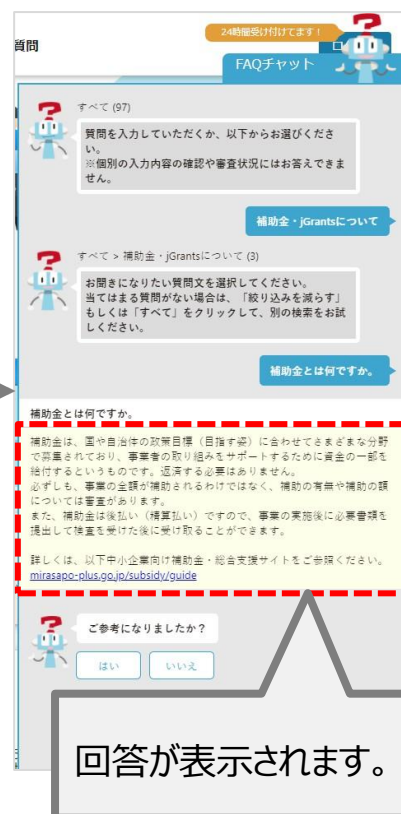 質問
24時間受け付けてます！
FAQチャット
すべて (97)
質問を入力していただくか、以下からお選びくださ
い。
※個別の入力内容の確認や審査状況にはお答えできま
せん。
補助金・jGrantsについて
すべて > 補助金・jGrantsについて (3)
お聞きになりたい質問文を選択してください。
当てはまる質問がない場合は、「絞り込みを減らす」
もしくは「すべて」をクリックして、別の検索をお試
しください。
補助金とは何ですか。
補助金とは何ですか。
補助金は、国や自治体の政策目標（目指す姿）に合わせてさまざまな分野
で募集されており、事業者の取り組みをサポートするために資金の一部を
給付するというものです。返済する必要はありません。
必ずしも、事業の全額が補助されるわけではなく、補助の有無や補助の額
については審査があります。
また、補助金は後払い（精算払い）ですので、事業の実施後に必要書類を
提出して検査を受けた後に受け取ることができます。
詳しくは、以下中小企業向け補助金・総合支援サイトをご参照ください。
mirasapo-plus.go.jp/subsidy/guide
ご参考になりましたか？
はい
いいえ
回答が表示されます。